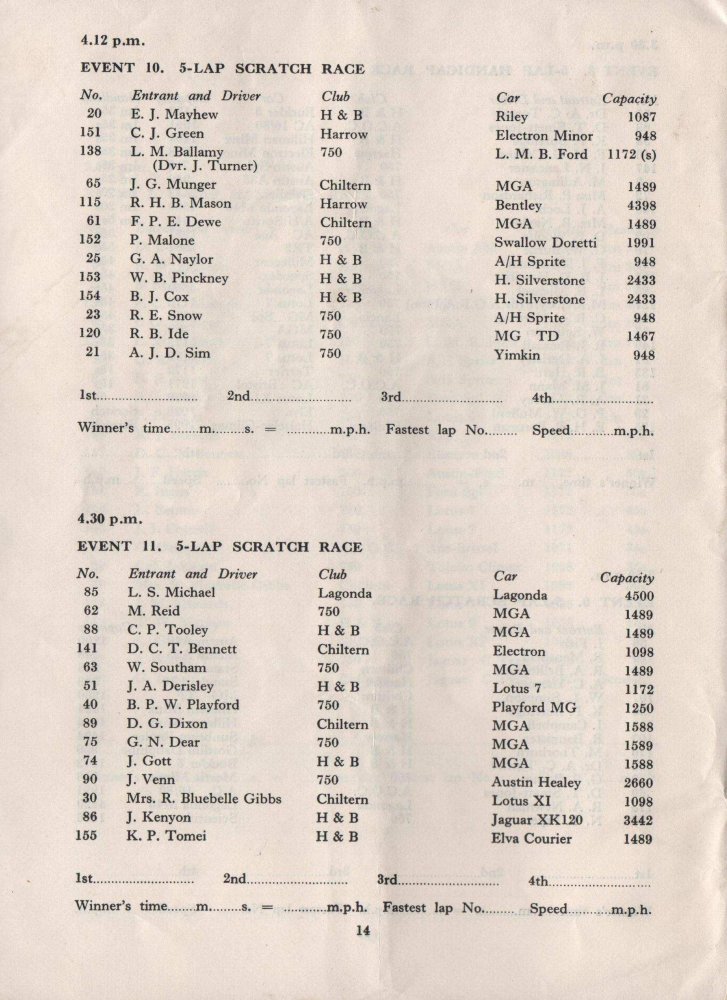 4.12 p.m.
EVENT 10. 5-LAP SCRATCH RACE
No. Entrant and Driver Club Car Capacity
20 E. J. Mayhew H & B Riley 1087
151 C. J. Green Harrow Electron Minor 948
138 L. M. Ballamy 750 L. M. B. Ford 1172 (s)
(Dvr. J. Turner)
65 J. G. Munger Chiltern MGA 1489
115 R. H. B. Mason Harrow Bentley 4398
61 F. P. E. Dewe Chiltern MGA 1489
152 P. Malone 750 Swallow Doretti 1991
25 G. A. Naylor H & B A/H Sprite 948
153 W. B. Pinckney H & B H. Silverstone 2433
154 B. J. Cox H & B H. Silverstone 2433
23 R. E. Snow 750 A/H Sprite 948
120 R. B. Ide 750 MG TD 1467
21 A. J. D. Sim 750 Yimkin 948
1st.......................... 2nd.......................... 3rd.......................... 4th..........................
Winner's time........m.........s. = ..............m.p.h. Fastest lap No......... Speed...........m.p.h.
4.30 p.m.
EVENT 11. 5-LAP SCRATCH RACE
No. Entrant and Driver Club Car Capacity
85 L. S. Michael Lagonda Lagonda 4500
62 M. Reid 750 MGA 1489
88 C. P. Tooley H & B MGA 1489
141 D. C. T. Bennett Chiltern Electron 1098
63 W. Southam 750 MGA 1489
51 J. A. Derisley H & B Lotus 7 1172
40 B. P. W. Playford 750 Playford MG 1250
89 D. G. Dixon Chiltern MGA 1588
75 G. N. Dear 750 MGA 1589
74 J. Gott H & B MGA 1588
90 J. Venn 750 Austin Healey 2660
30 Mrs. R. Bluebelle Gibbs Chiltern Lotus XI 1098
86 J. Kenyon H & B Jaguar XK120 3442
155 K. P. Tomei H & B Elva Courier 1489
1st.......................... 2nd.......................... 3rd.......................... 4th..........................
Winner's time........m.........s. = ..............m.p.h. Fastest lap No......... Speed...........m.p.h.
14